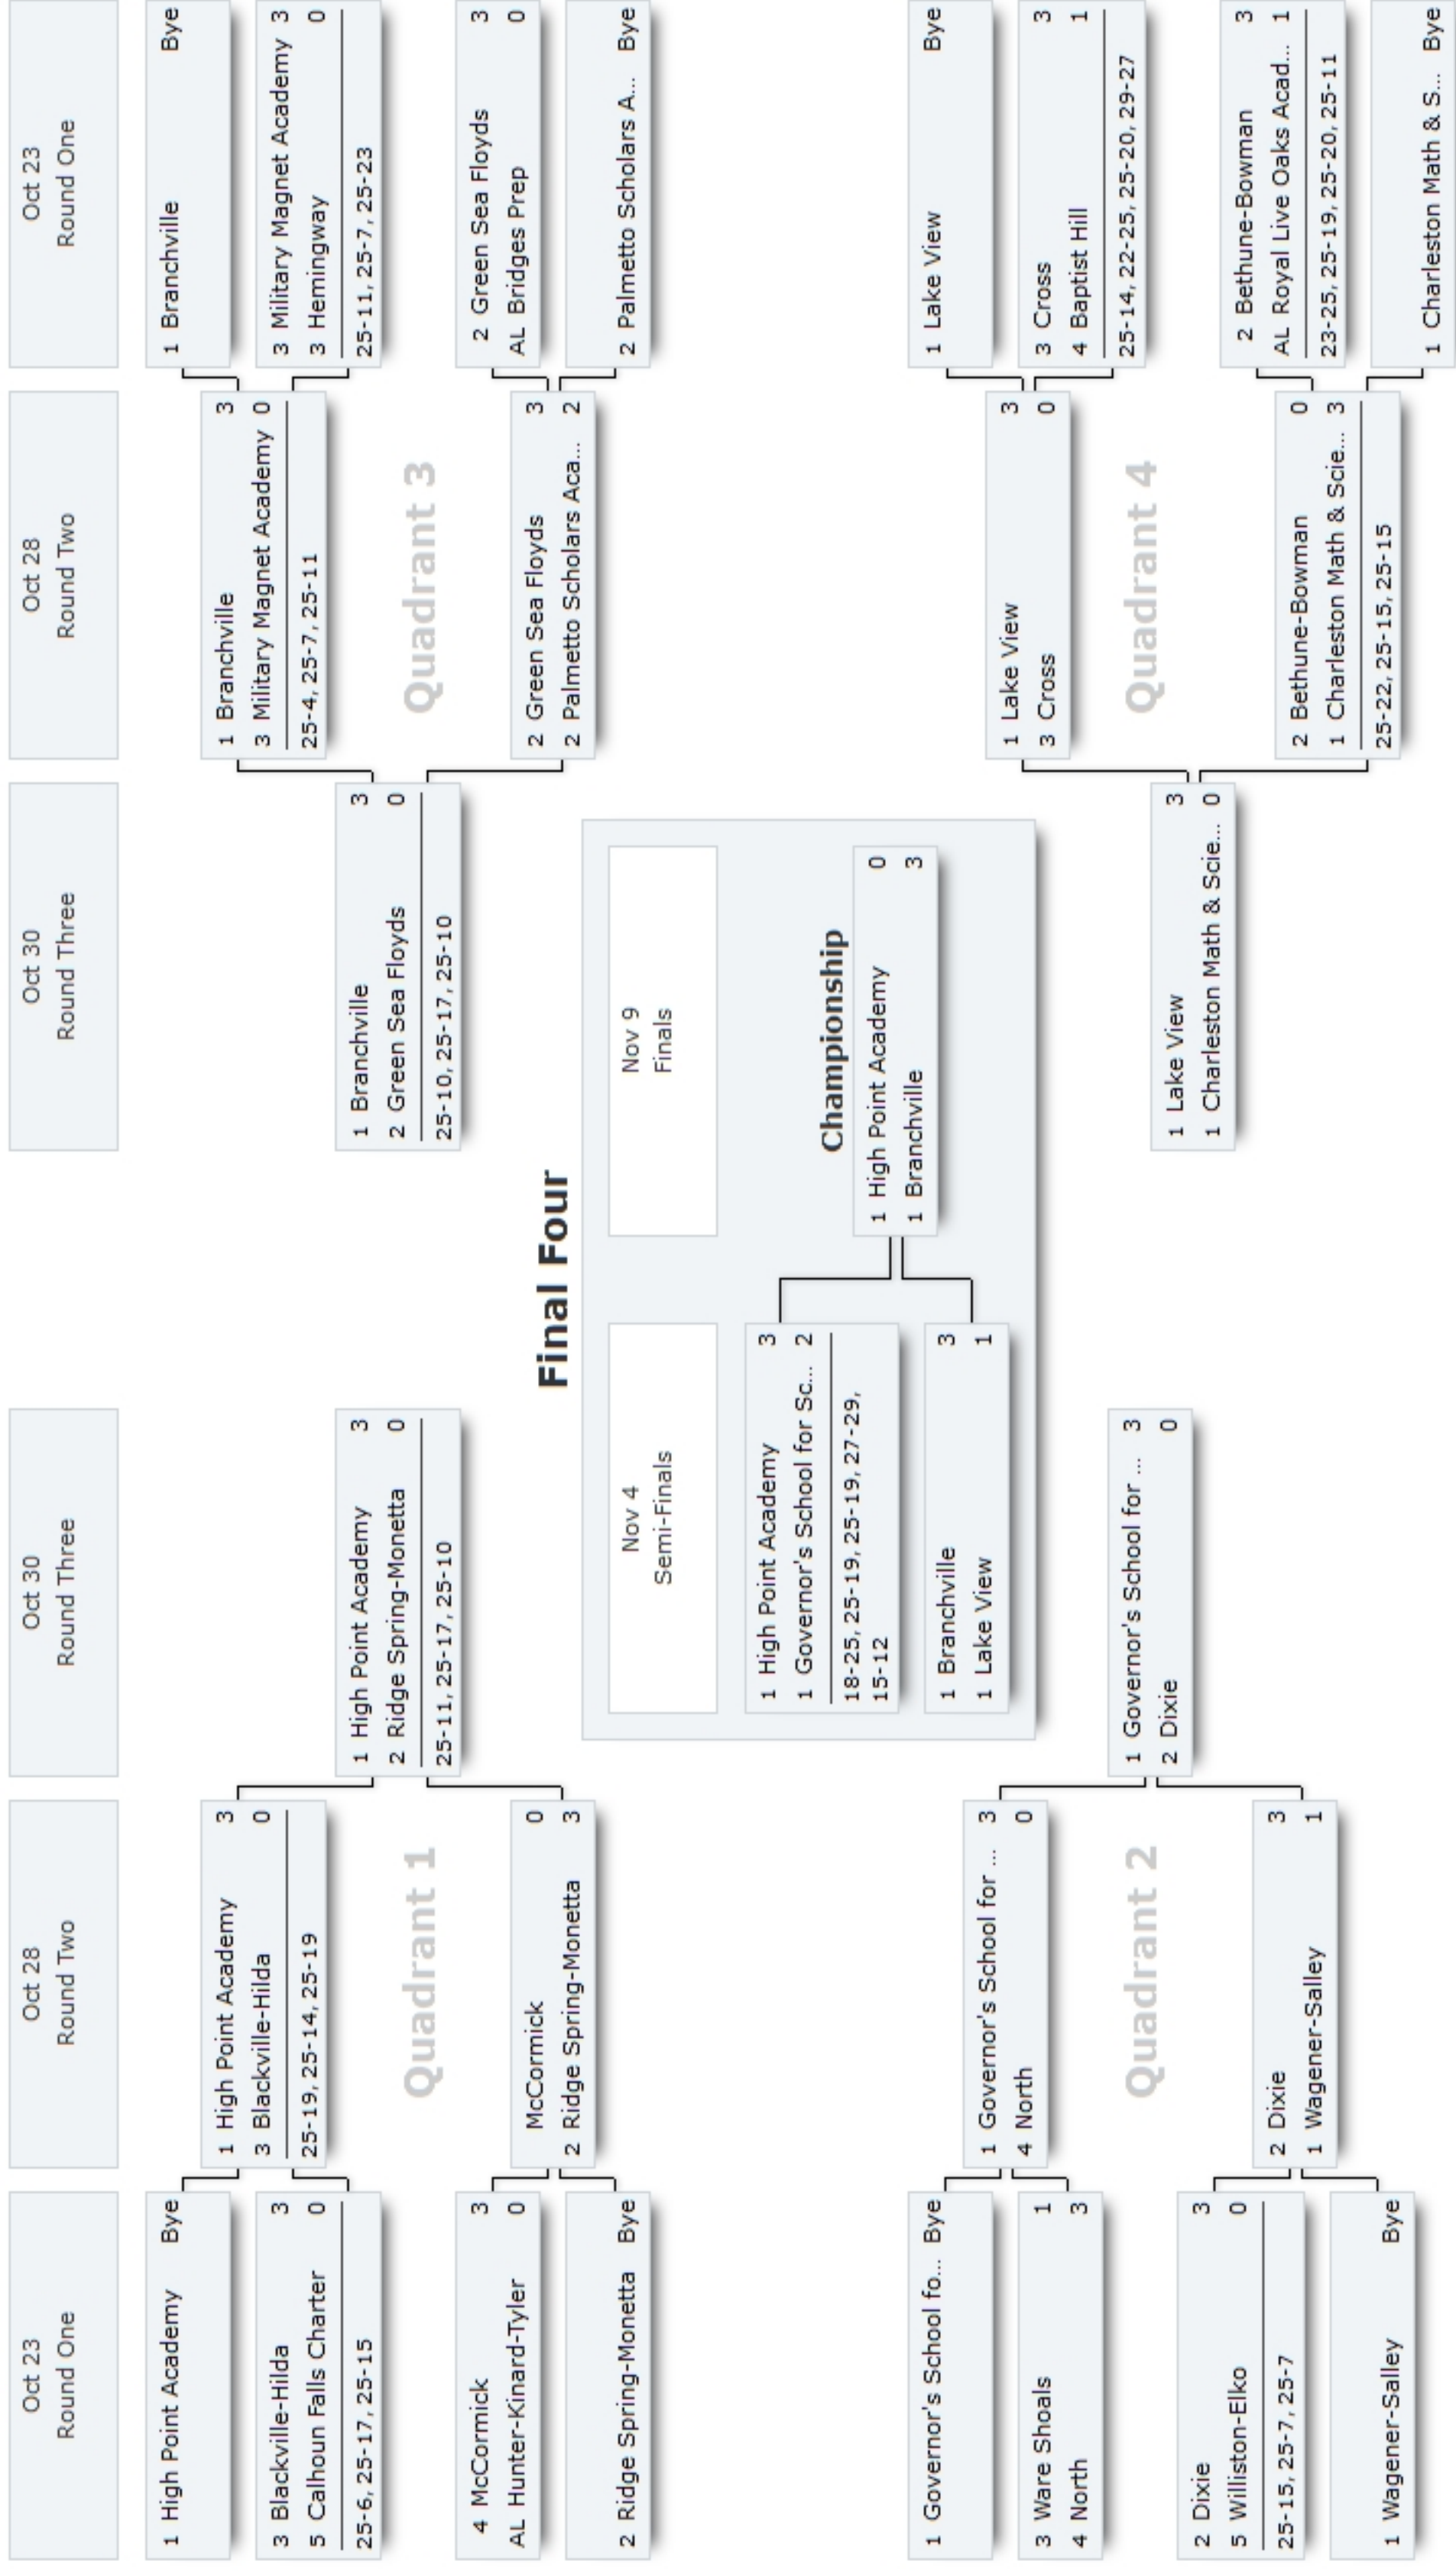 Oct 23
Round One
Oct 28
Round Two
Oct 30
Round Three
Oct 30
Round Three
Oct 28
Round Two
Oct 23
Round One
1 High Point Academy Bye
3 Blackville-Hilda 3
5 Calhoun Falls Charter 0
25-6, 25-17, 25-15
4 McCormick 3
AL Hunter-Kinard-Tyler 0
2 Ridge Spring-Monetta Bye
1 High Point Academy 3
3 Blackville-Hilda 0
25-19, 25-14, 25-19
Quadrant 1
McCormick 0
2 Ridge Spring-Monetta 3
1 High Point Academy 3
2 Ridge Spring-Monetta 0
25-11, 25-17, 25-10
1 Branchville 3
2 Green Sea Floyds 0
25-10, 25-17, 25-10
1 Branchville 3
3 Military Magnet Academy 0
25-4, 25-7, 25-11
Quadrant 3
2 Green Sea Floyds 3
2 Palmetto Scholars Aca... 2
1 Branchville Bye
3 Military Magnet Academy 3
3 Hemingway 0
25-11, 25-7, 25-23
2 Green Sea Floyds 3
AL Bridges Prep 0
2 Palmetto Scholars A... Bye
Final Four
Nov 4
Semi-Finals
Nov 9
Finals
1 High Point Academy 3
1 Governor's School for Sc... 2
18-25, 25-19, 25-19, 27-29,
15-12
1 Branchville 3
1 Lake View 1
Championship
1 High Point Academy 0
1 Branchville 3
1 Governor's School fo... Bye
3 Ware Shoals 1
4 North 3
2 Dixie 3
5 Williston-Elko 0
25-15, 25-7, 25-7
1 Wagener-Salley Bye
1 Governor's School for ... 3
4 North 0
Quadrant 2
2 Dixie 3
1 Wagener-Salley 1
1 Governor's School for ... 3
2 Dixie 0
1 Lake View 3
1 Charleston Math & Scie... 0
1 Lake View 3
3 Cross 0
Quadrant 4
2 Bethune-Bowman 0
1 Charleston Math & Scie... 3
25-22, 25-15, 25-15
1 Lake View Bye
3 Cross 3
4 Baptist Hill 1
25-14, 22-25, 25-20, 29-27
2 Bethune-Bowman 3
AL Royal Live Oaks Acad... 1
23-25, 25-19, 25-20, 25-11
1 Charleston Math & S... Bye